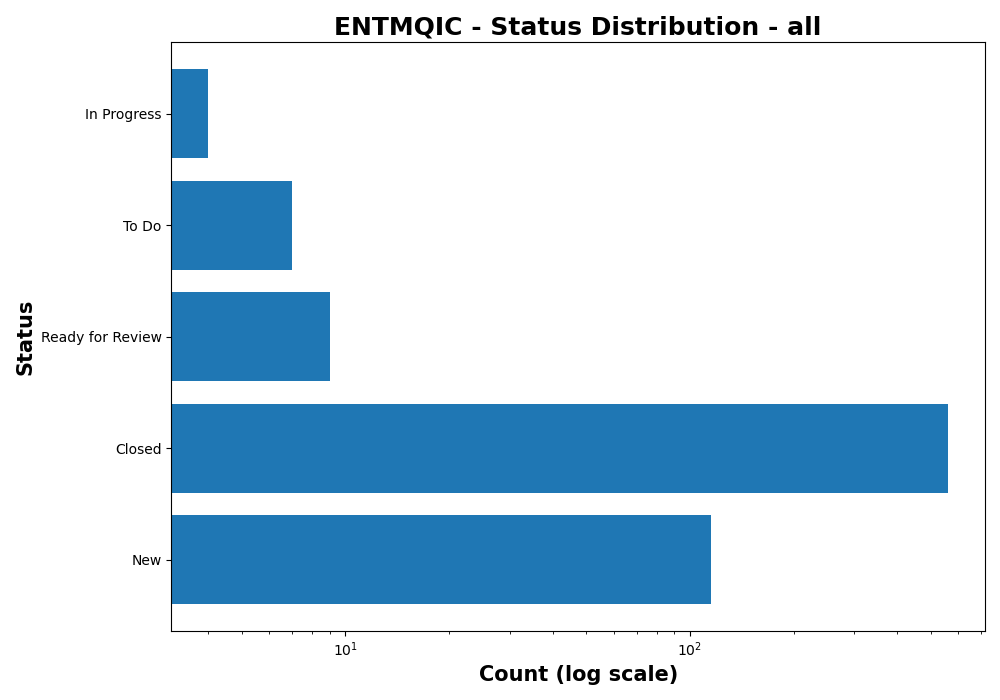 ENTMQIC - Status Distribution - all
In Progress
To Do
Ready for Review
Closed
New
Status
10¹
10²
Count (log scale)